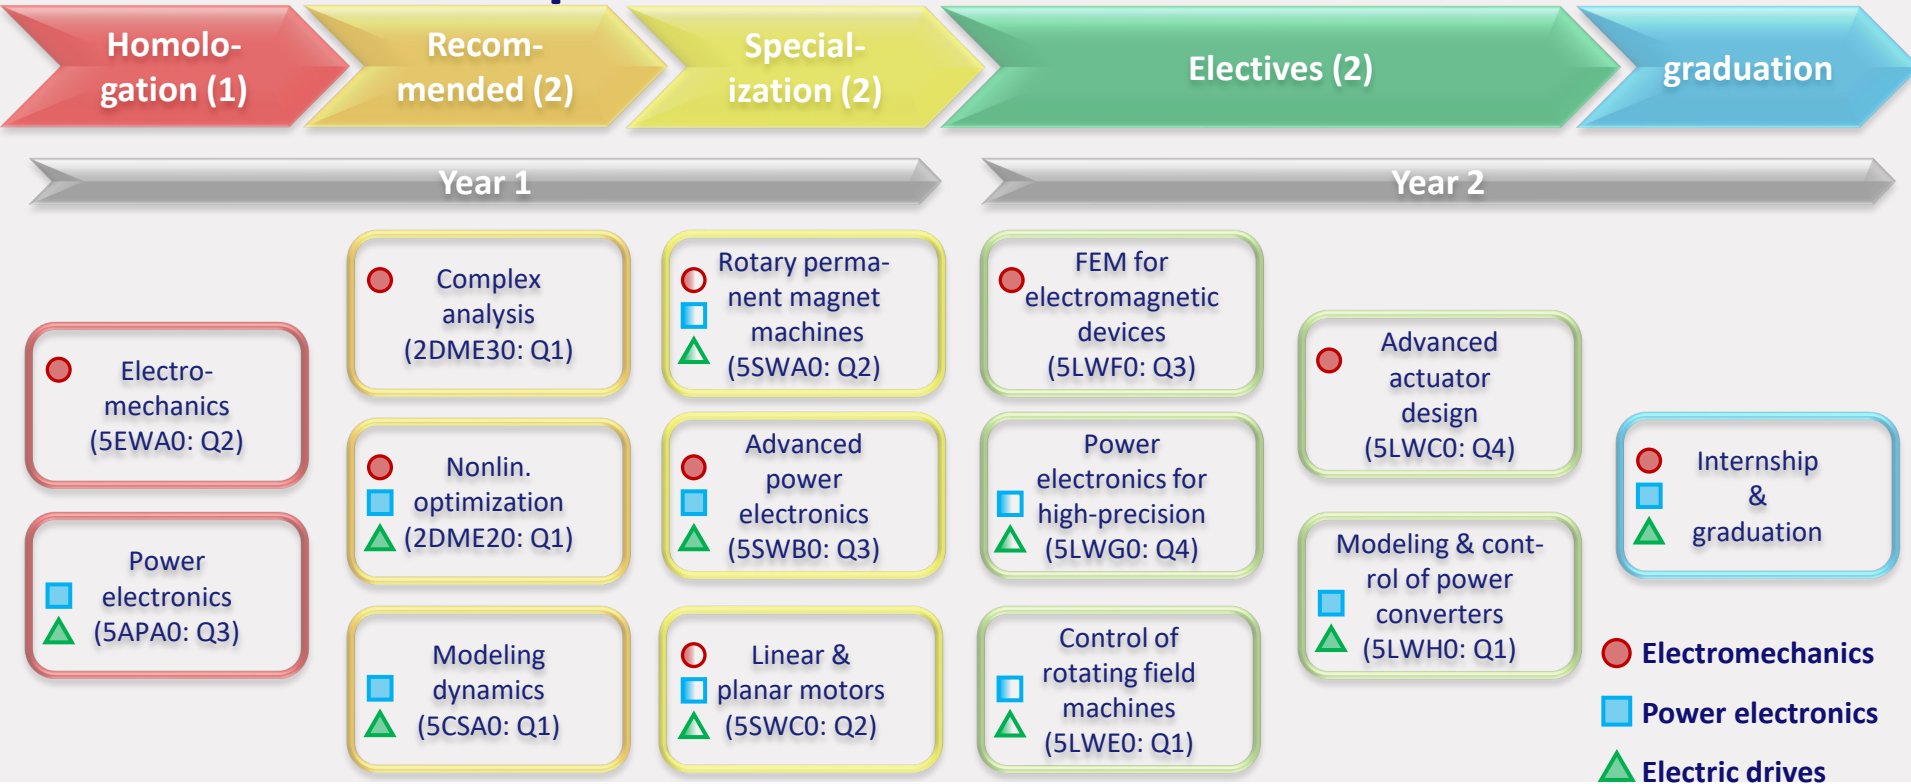 Homolo-
gation (1)
Recom-
mended (2)
Special-
ization (2)
Electives (2)
graduation
Year 1
Year 2
Electro-
mechanics
(5EWA0: Q2)
Power
electronics
(5APA0: Q3)
Complex
analysis
(2DME30: Q1)
Nonlin.
optimization
(2DME20: Q1)
Modeling
dynamics
(5CSA0: Q1)
Rotary perma-
nent magnet
machines
(5SWA0: Q2)
Advanced
power
electronics
(5SWB0: Q3)
Linear &
planar motors
(5SWC0: Q2)
FEM for
electromagnetic
devices
(5LWF0: Q3)
Power
electronics for
high-precision
(5LWG0: Q4)
Control of
rotating field
machines
(5LWE0: Q1)
Advanced
actuator
design
(5LWC0: Q4)
Modeling & cont-
rol of power
converters
(5LWH0: Q1)
Internship
&
graduation
Electromechanics
Power electronics
Electric drives